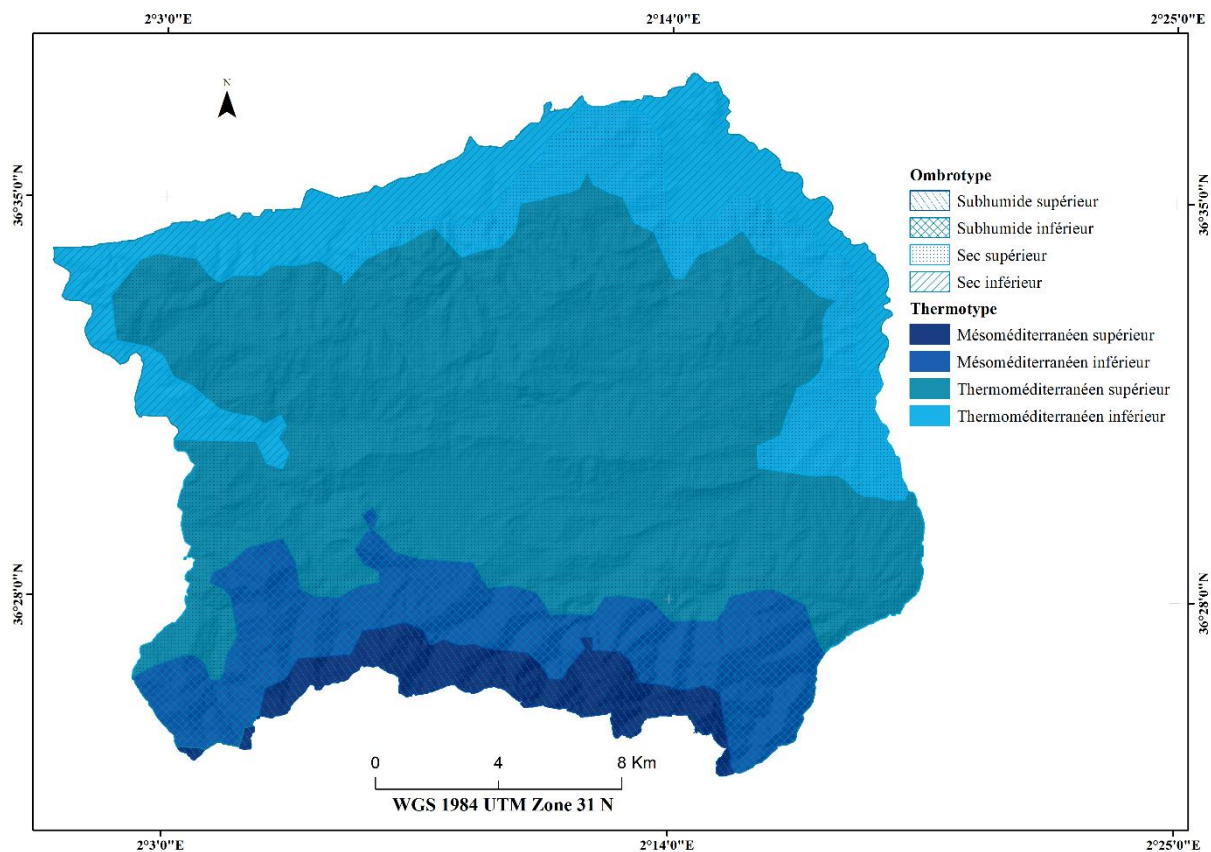 2°3'0"E 2°14'0"E 2°25'0"E
N
36°35'0"N
36°35'0"N
Ombrotype
Subhumide supérieur
Subhumide inférieur
Sec supérieur
Sec inférieur
Thermotype
Mésoméditerranéen supérieur
Mésoméditerranéen inférieur
Thermoméditerranéen supérieur
Thermoméditerranéen inférieur
36°28'0"N
36°28'0"N
0 4 8 Km
WGS 1984 UTM Zone 31 N
2°3'0"E 2°14'0"E 2°25'0"E